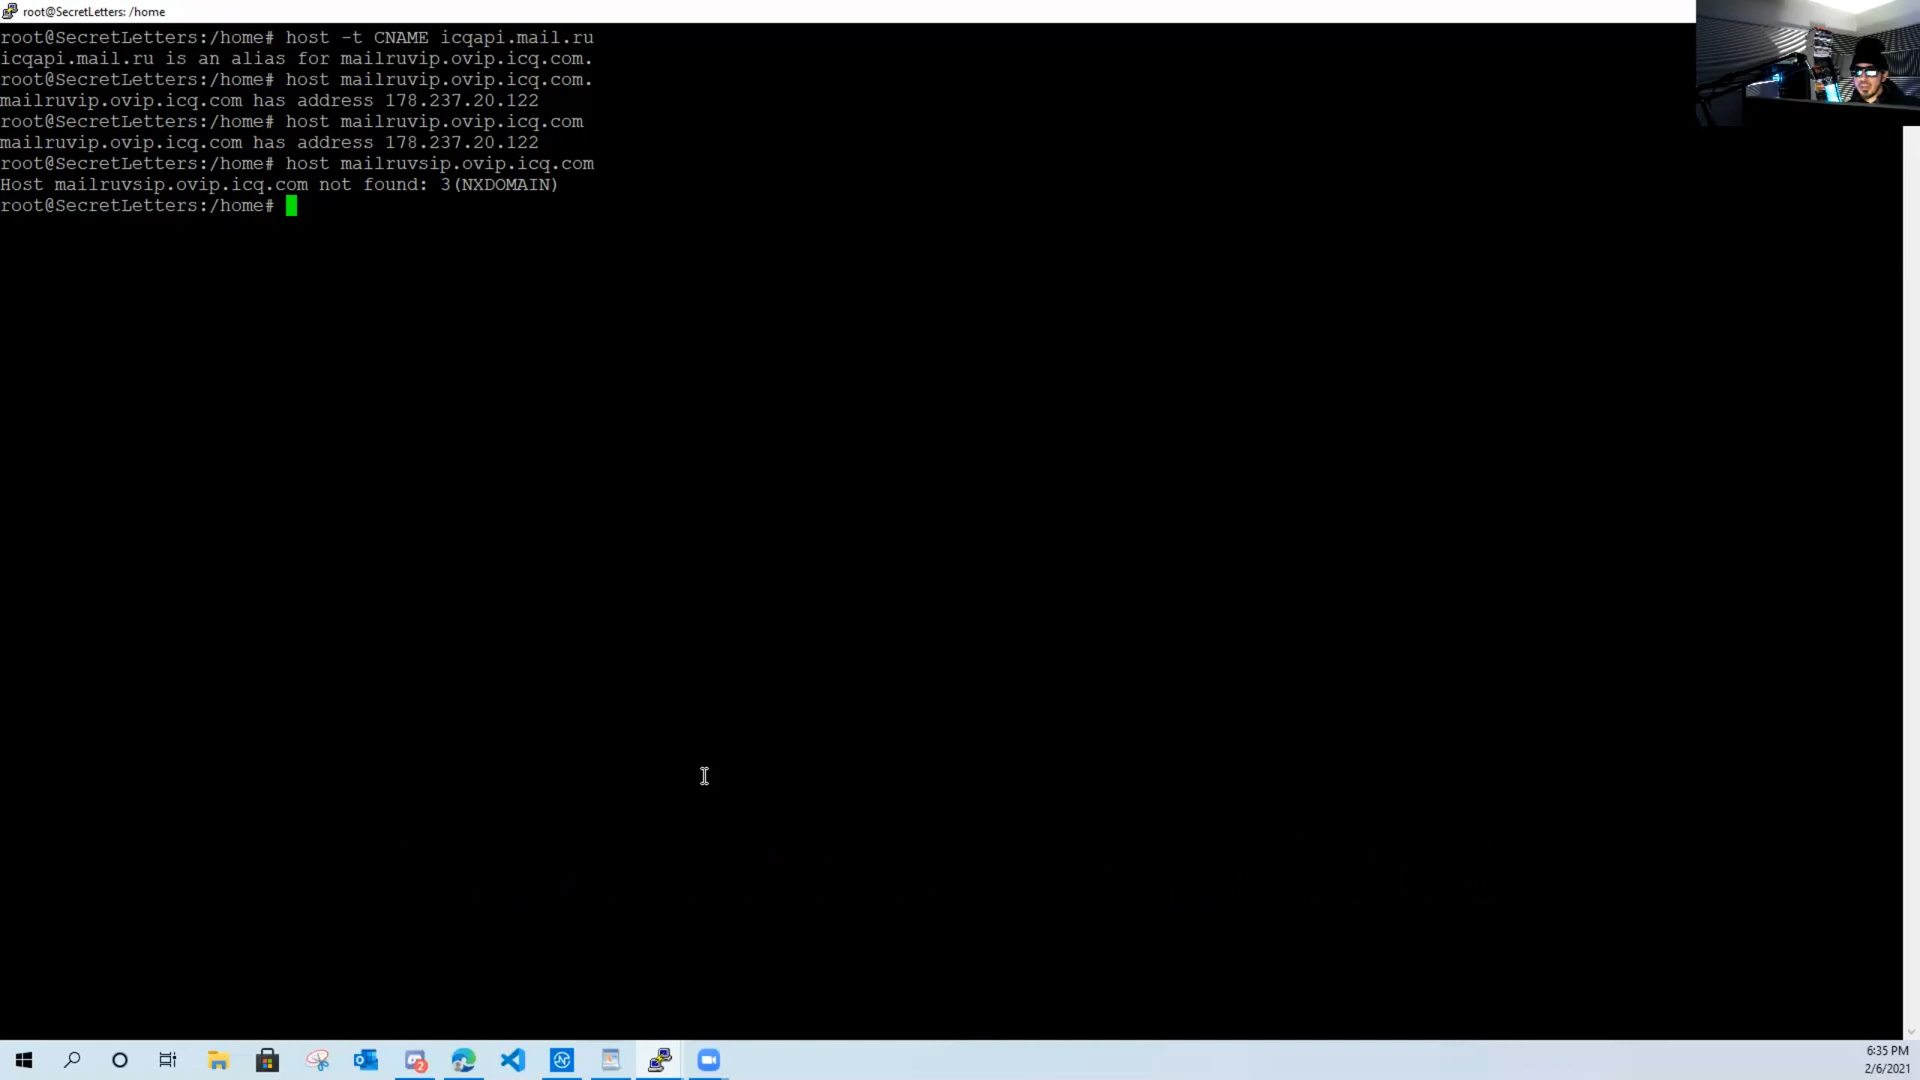 root@SecretLetters: /home
root@SecretLetters:/home# host -t CNAME icqapi.mail.ru
icqapi.mail.ru is an alias for mailruvip.ovip.icq.com.
root@SecretLetters:/home# host mailruvip.ovip.icq.com.
mailruvip.ovip.icq.com has address 178.237.20.122
root@SecretLetters:/home# host mailruvip.ovip.icq.com
mailruvip.ovip.icq.com has address 178.237.20.122
root@SecretLetters:/home# host mailruvsip.ovip.icq.com
Host mailruvsip.ovip.icq.com not found: 3(NXDOMAIN)
root@SecretLetters:/home#
2
6:35 PM
2/6/2021